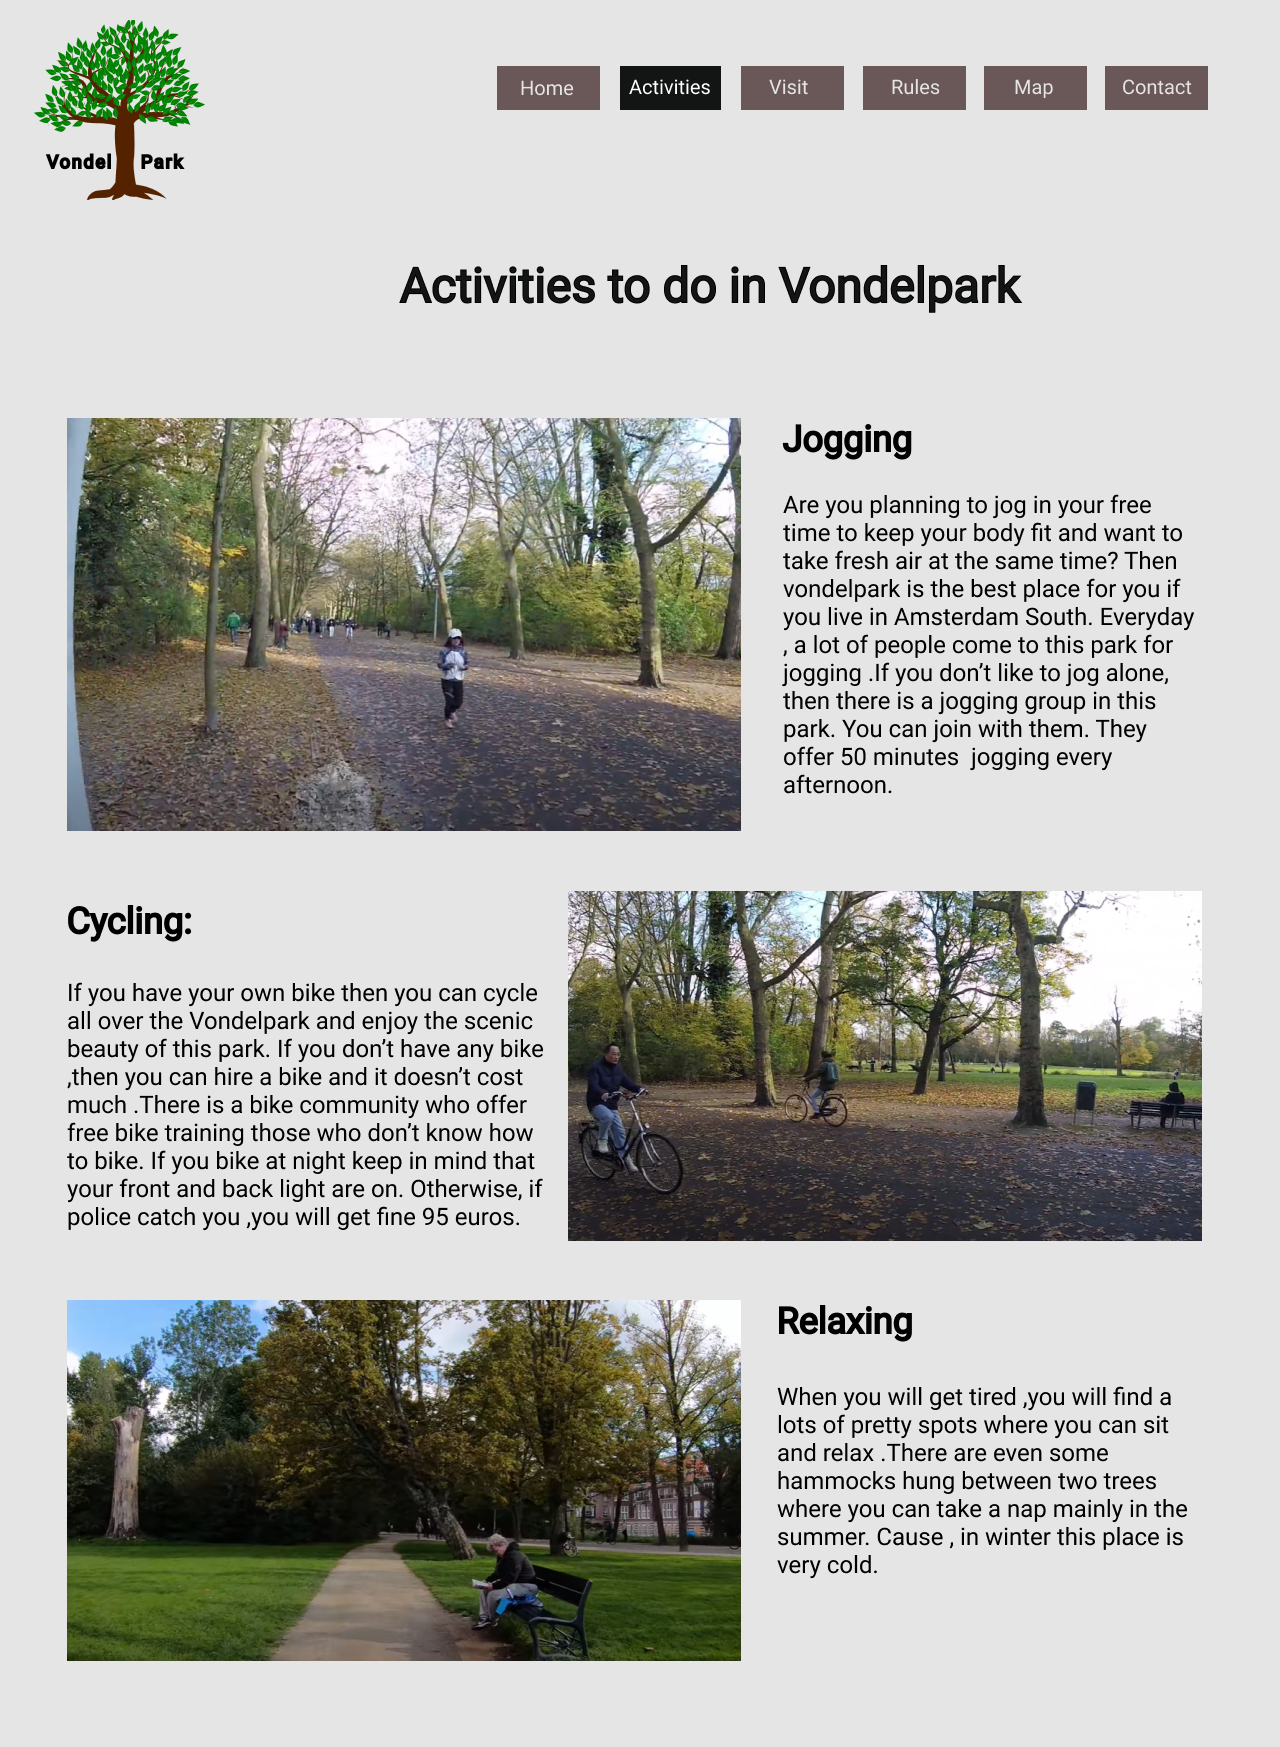 Vondel Park
Home Activities Visit Rules Map Contact
Activities to do in Vondelpark
Jogging
Are you planning to jog in your free
time to keep your body fit and want to
take fresh air at the same time? Then
vondelpark is the best place for you if
you live in Amsterdam South. Everyday
, a lot of people come to this park for
jogging .If you don’t like to jog alone,
then there is a jogging group in this
park. You can join with them. They
offer 50 minutes  jogging every
afternoon.
Cycling:
If you have your own bike then you can cycle
all over the Vondelpark and enjoy the scenic
beauty of this park. If you don’t have any bike
,then you can hire a bike and it doesn’t cost
much .There is a bike community who offer
free bike training those who don’t know how
to bike. If you bike at night keep in mind that
your front and back light are on. Otherwise, if
police catch you ,you will get fine 95 euros.
Relaxing
When you will get tired ,you will find a
lots of pretty spots where you can sit
and relax .There are even some
hammocks hung between two trees
where you can take a nap mainly in the
summer. Cause , in winter this place is
very cold.